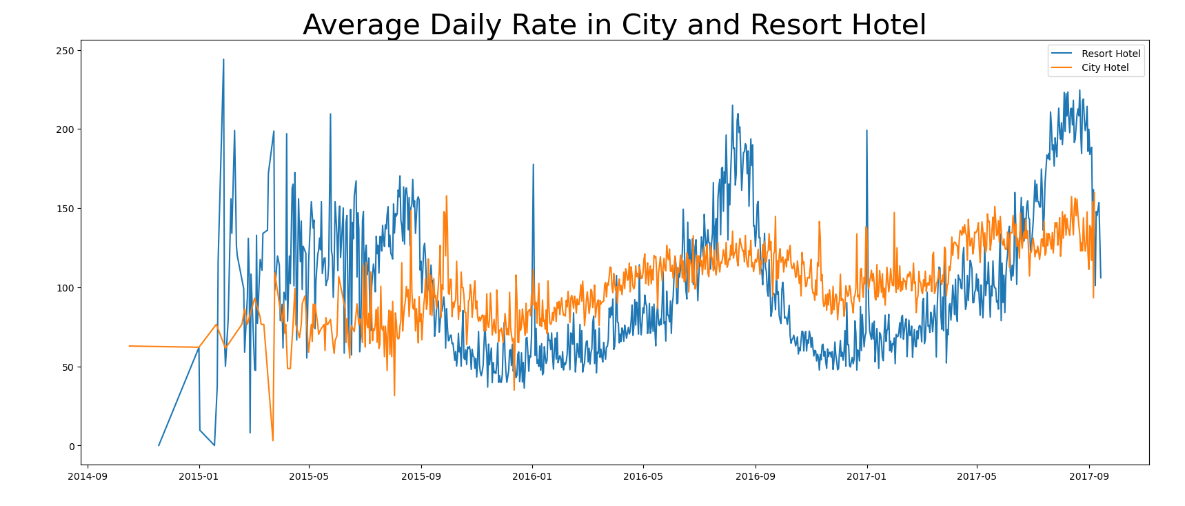 Average Daily Rate in City and Resort Hotel
250
200
150
100
50
0
Resort Hotel
City Hotel
2014-09 2015-01 2015-05 2015-09 2016-01 2016-05 2016-09 2017-01 2017-05 2017-09